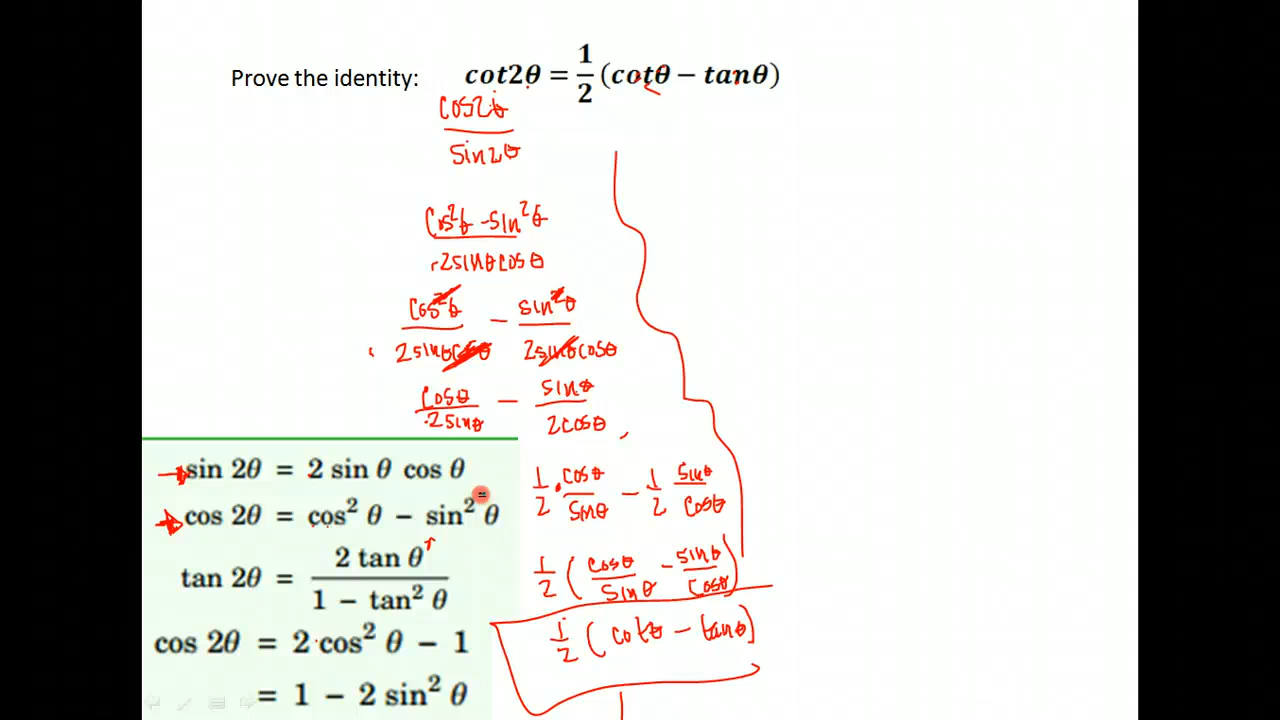 Prove the identity: cot2θ = 1/2 (cotθ − tanθ)
cos2θ / sin2θ
cos²θ - sin²θ / 2sinθcosθ
cos²θ / 2sinθcosθ − sin²θ / 2sinθcosθ
cosθ / 2sinθ − sinθ / 2cosθ
1/2 · cosθ/sinθ − 1/2 sinθ/cosθ
1/2 ( cosθ/sinθ − sinθ/cosθ )
1/2 ( cotθ − tanθ )
sin 2θ = 2 sin θ cos θ
cos 2θ = cos² θ − sin² θ
tan 2θ = 2 tan θ / 1 − tan² θ
cos 2θ = 2 cos² θ − 1
= 1 − 2 sin² θ